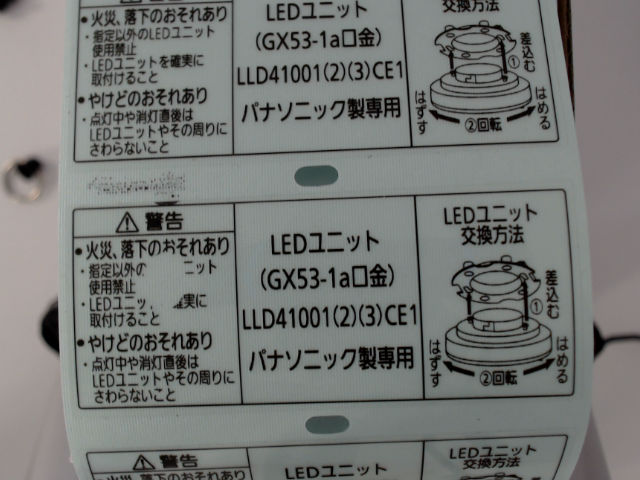 ・火災、落下のおそれあり
・指定以外のLEDユニット
使用禁止
・LEDユニットを確実に
取付けること
・やけどのおそれあり
・点灯中や消灯直後は
LEDユニットやその周りに
さわらないこと
LEDユニット
(GX53-1a口金)
LLD41001(2)(3)CE1
パナソニック製専用
交換方法
差込む
①
はずす
②回転
はめる
⚠警告
・火災、落下のおそれあり
・指定以外の ニット
使用禁止
・LEDユニ 実に
取付けること
・やけどのおそれあり
・点灯中や消灯直後は
LEDユニットやその周りに
さわらないこと
LEDユニット
(GX53-1a口金)
LLD41001(2)(3)CE1
パナソニック製専用
LEDユニット
交換方法
差込む
①
はずす
②回転
はめる
⚠警告
・火災、落下のおそれあり
LEDユニット
LEDユニット
交換方法